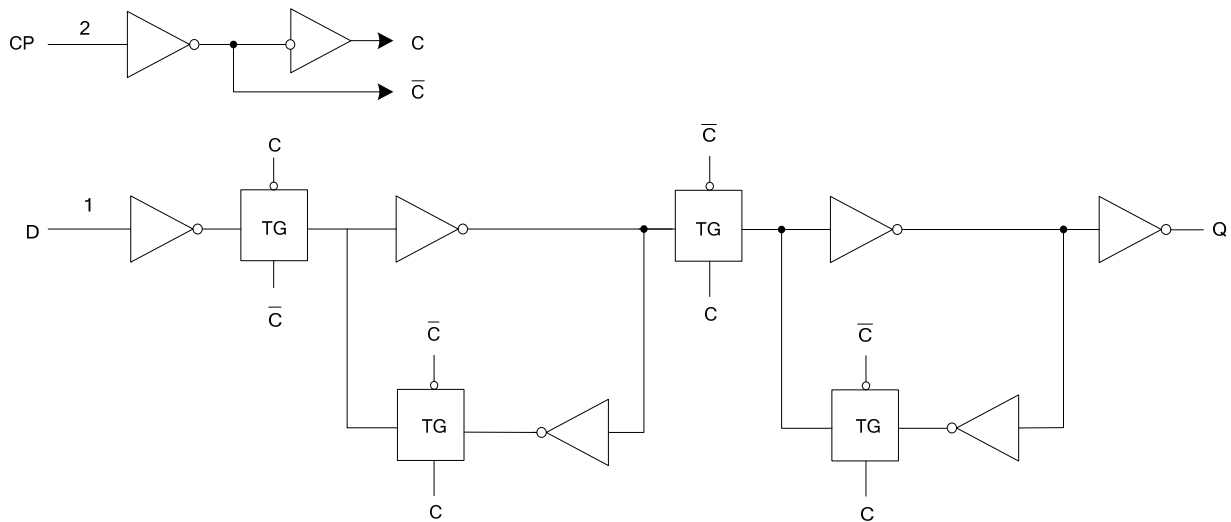 CP 2 C
C̅
C C̅
D 1 TG TG Q
C̅ C
C̅ C̅
TG TG
C C